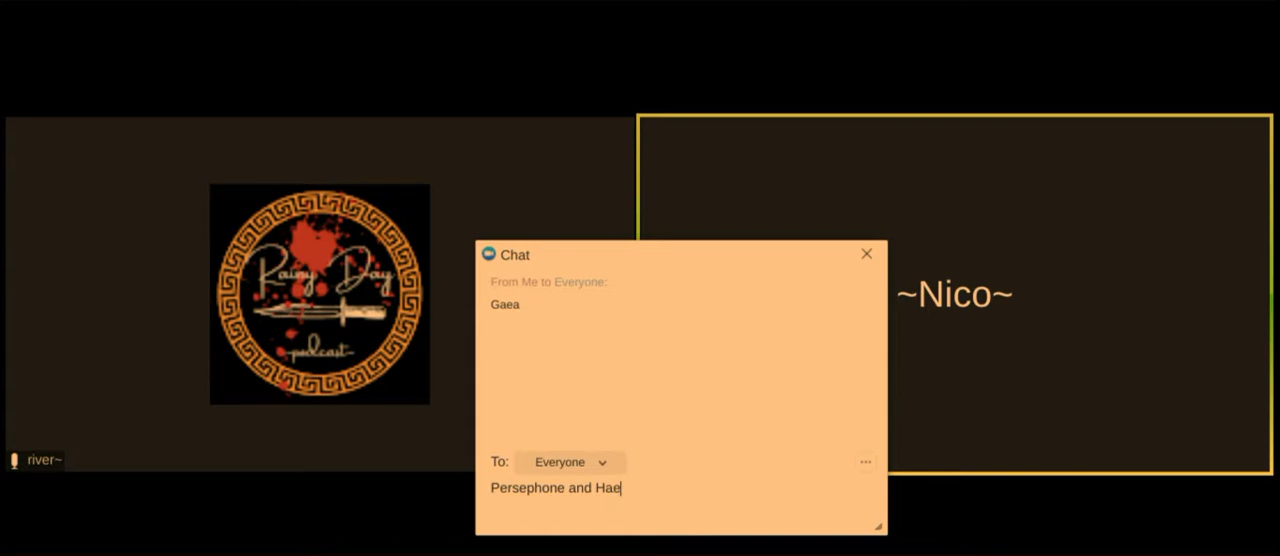 Rainy Day
~podcast~
river~
~Nico~
Chat
From Me to Everyone:
Gaea
To: Everyone
Persephone and Hae